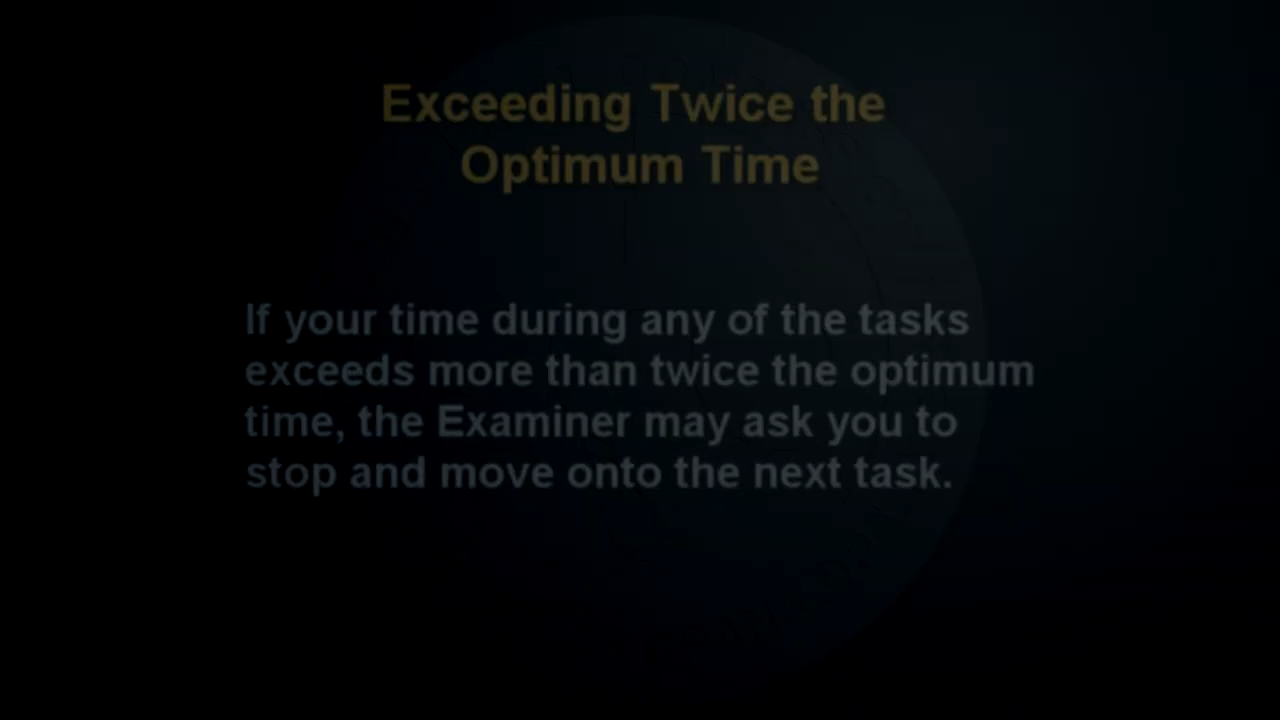 Exceeding Twice the
Optimum Time
If your time during any of the tasks
exceeds more than twice the optimum
time, the Examiner may ask you to
stop and move onto the next task.